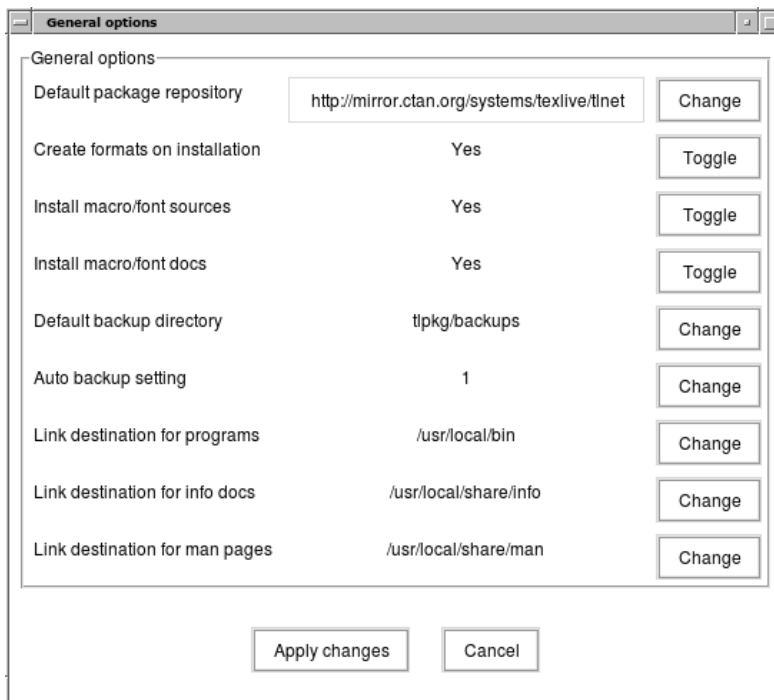 General options
General options
Default package repository http://mirror.ctan.org/systems/texlive/tlnet Change
Create formats on installation Yes Toggle
Install macro/font sources Yes Toggle
Install macro/font docs Yes Toggle
Default backup directory tlpkg/backups Change
Auto backup setting 1 Change
Link destination for programs /usr/local/bin Change
Link destination for info docs /usr/local/share/info Change
Link destination for man pages /usr/local/share/man Change
Apply changes Cancel